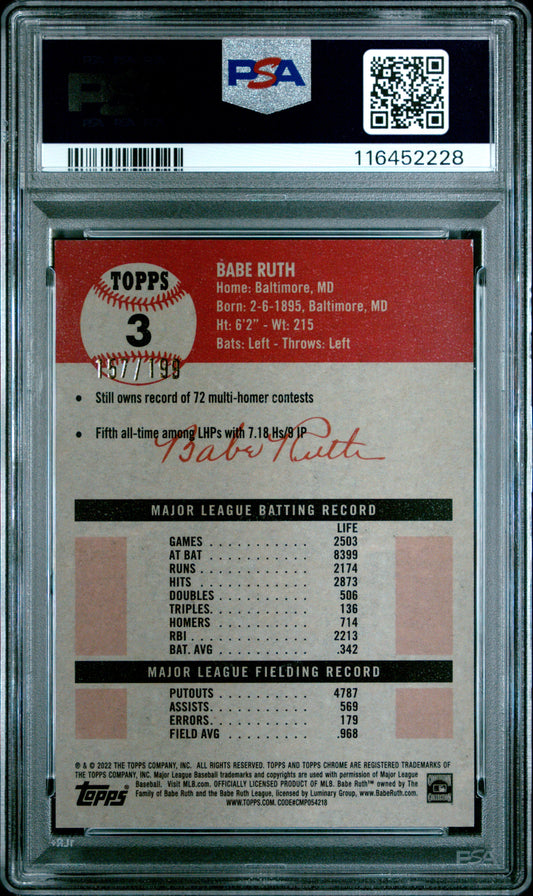 PSA
116452228
TOPPS
3
157/199
BABE RUTH
Home: Baltimore, MD
Born: 2-6-1895, Baltimore, MD
Ht: 6'2" - Wt: 215
Bats: Left - Throws: Left
• Still owns record of 72 multi-homer contests
• Fifth all-time among LHPs with 7.18 Hs/9 IP
Babe Ruth
MAJOR LEAGUE BATTING RECORD
LIFE
GAMES . . . . . . . . . . 2503
AT BAT . . . . . . . . . . 8399
RUNS . . . . . . . . . . . 2174
HITS . . . . . . . . . . . 2873
DOUBLES . . . . . . . . . 506
TRIPLES. . . . . . . . . . 136
HOMERS . . . . . . . . . 714
RBI . . . . . . . . . . . . 2213
BAT. AVG . . . . . . . . . .342
MAJOR LEAGUE FIELDING RECORD
PUTOUTS . . . . . . . . . 4787
ASSISTS. . . . . . . . . . 569
ERRORS. . . . . . . . . . 179
FIELD AVG . . . . . . . . .968
® & © 2022 THE TOPPS COMPANY, INC. ALL RIGHTS RESERVED. TOPPS AND TOPPS CHROME ARE REGISTERED TRADEMARKS OF
THE TOPPS COMPANY, INC. Major League Baseball trademarks and copyrights are used with permission of Major League
Baseball. Visit MLB.com. OFFICIALLY LICENSED PRODUCT OF MLB. Babe Ruth™ owned by The
Family of Babe Ruth and the Babe Ruth League, licensed by Luminary Group, www.BabeRuth.com.
WWW.TOPPS.COM. CODE#CMP054218
Topps
PSA